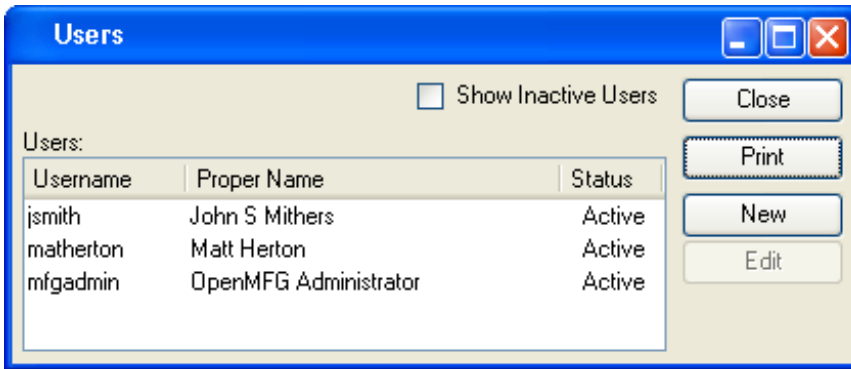 Users
Show Inactive Users
Close
Users:
Print
Username Proper Name Status
jsmith John S Mithers Active
New
matherton Matt Herton Active
Edit
mfgadmin OpenMFG Administrator Active